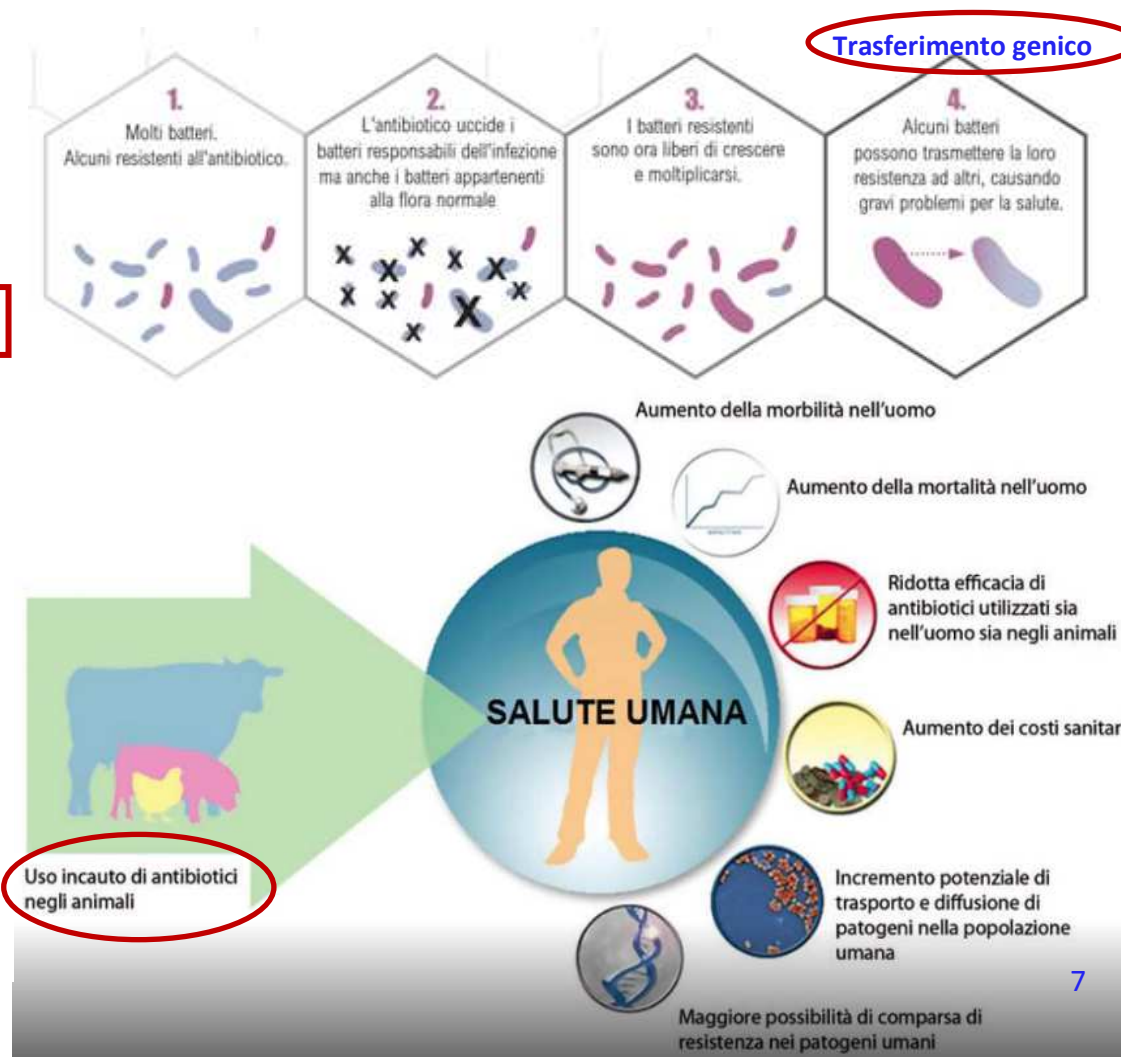 Trasferimento genico
1.
Molti batteri.
Alcuni resistenti all'antibiotico.
2.
L'antibiotico uccide i
batteri responsabili dell'infezione
ma anche i batteri appartenenti
alla flora normale
3.
I batteri resistenti
sono ora liberi di crescere
e moltiplicarsi.
4.
Alcuni batteri
possono trasmettere la loro
resistenza ad altri, causando
gravi problemi per la salute.
X X X X X X X X X X
Aumento della morbilità nell'uomo
Aumento della mortalità nell'uomo
Ridotta efficacia di
antibiotici utilizzati sia
nell'uomo sia negli animali
SALUTE UMANA
Aumento dei costi sanitar
Uso incauto di antibiotici
negli animali
Incremento potenziale di
trasporto e diffusione di
patogeni nella popolazione
umana
7
Maggiore possibilità di comparsa di
resistenza nei patogeni umani